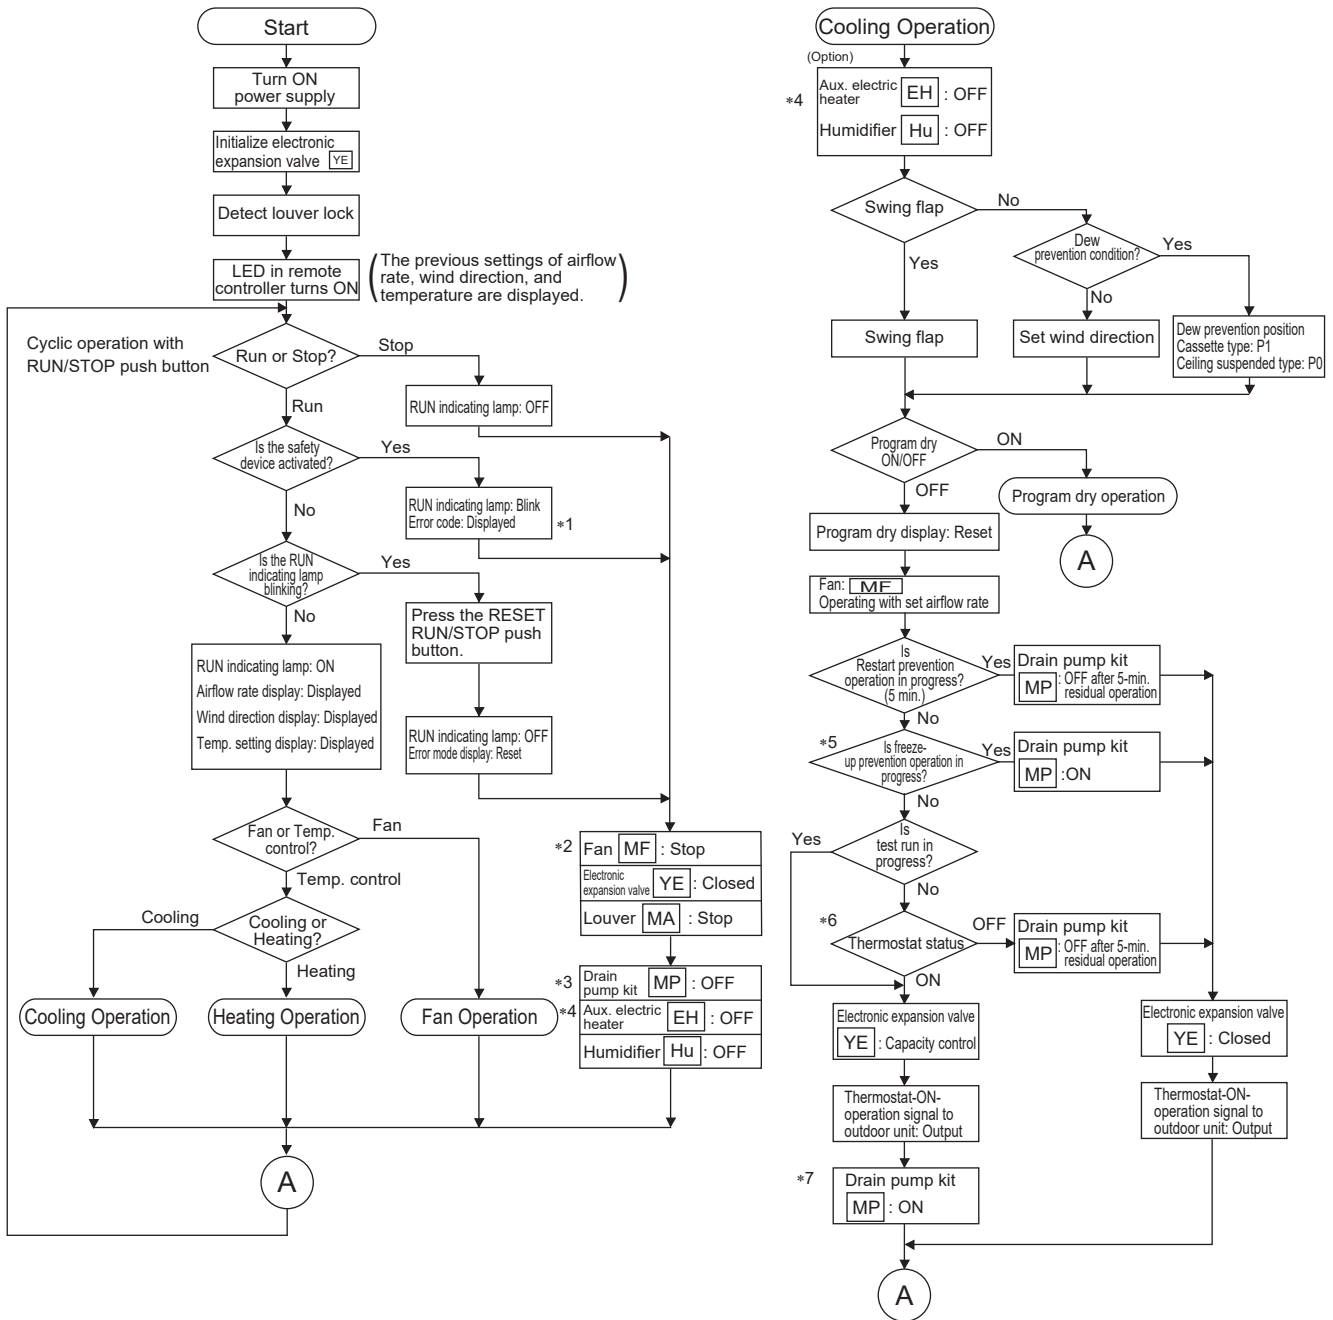 Start
Turn ON
power supply
Initialize electronic
expansion valve YE
Detect louver lock
LED in remote
controller turns ON
(The previous settings of airflow
rate, wind direction, and
temperature are displayed.)
Cyclic operation with
RUN/STOP push button
Run or Stop?
Stop
RUN indicating lamp: OFF
Run
Is the safety
device activated?
Yes
RUN indicating lamp: Blink
Error code: Displayed
*1
No
Is the RUN
indicating lamp
blinking?
Yes
Press the RESET
RUN/STOP push
button.
No
RUN indicating lamp: ON
Airflow rate display: Displayed
Wind direction display: Displayed
Temp. setting display: Displayed
RUN indicating lamp: OFF
Error mode display: Reset
Fan or Temp.
control?
Fan
Temp. control
Cooling
Cooling or
Heating?
Heating
*2 Fan MF : Stop
Electronic
expansion valve YE : Closed
Louver MA : Stop
*3 Drain
pump kit MP : OFF
*4 Aux. electric
heater EH : OFF
Humidifier Hu : OFF
Cooling Operation
Heating Operation
Fan Operation
A
Cooling Operation
(Option)
*4
Aux. electric
heater EH : OFF
Humidifier Hu : OFF
Swing flap
No
Dew
prevention condition?
Yes
Yes
No
Swing flap
Set wind direction
Dew prevention position
Cassette type: P1
Ceiling suspended type: P0
Program dry
ON/OFF
ON
Program dry operation
A
OFF
Program dry display: Reset
Fan: MF
Operating with set airflow rate
Is
Restart prevention
operation in progress?
(5 min.)
Yes
Drain pump kit
MP : OFF after 5-min.
residual operation
No
*5
Is freeze-
up prevention operation in
progress?
Yes
Drain pump kit
MP :ON
No
Is
test run in
progress?
Yes
No
*6
Thermostat status
OFF
Drain pump kit
MP : OFF after 5-min.
residual operation
ON
Electronic expansion valve
YE : Capacity control
Thermostat-ON-
operation signal to
outdoor unit: Output
*7
Drain pump kit
MP : ON
Electronic expansion valve
YE : Closed
Thermostat-ON-
operation signal to
outdoor unit: Output
A